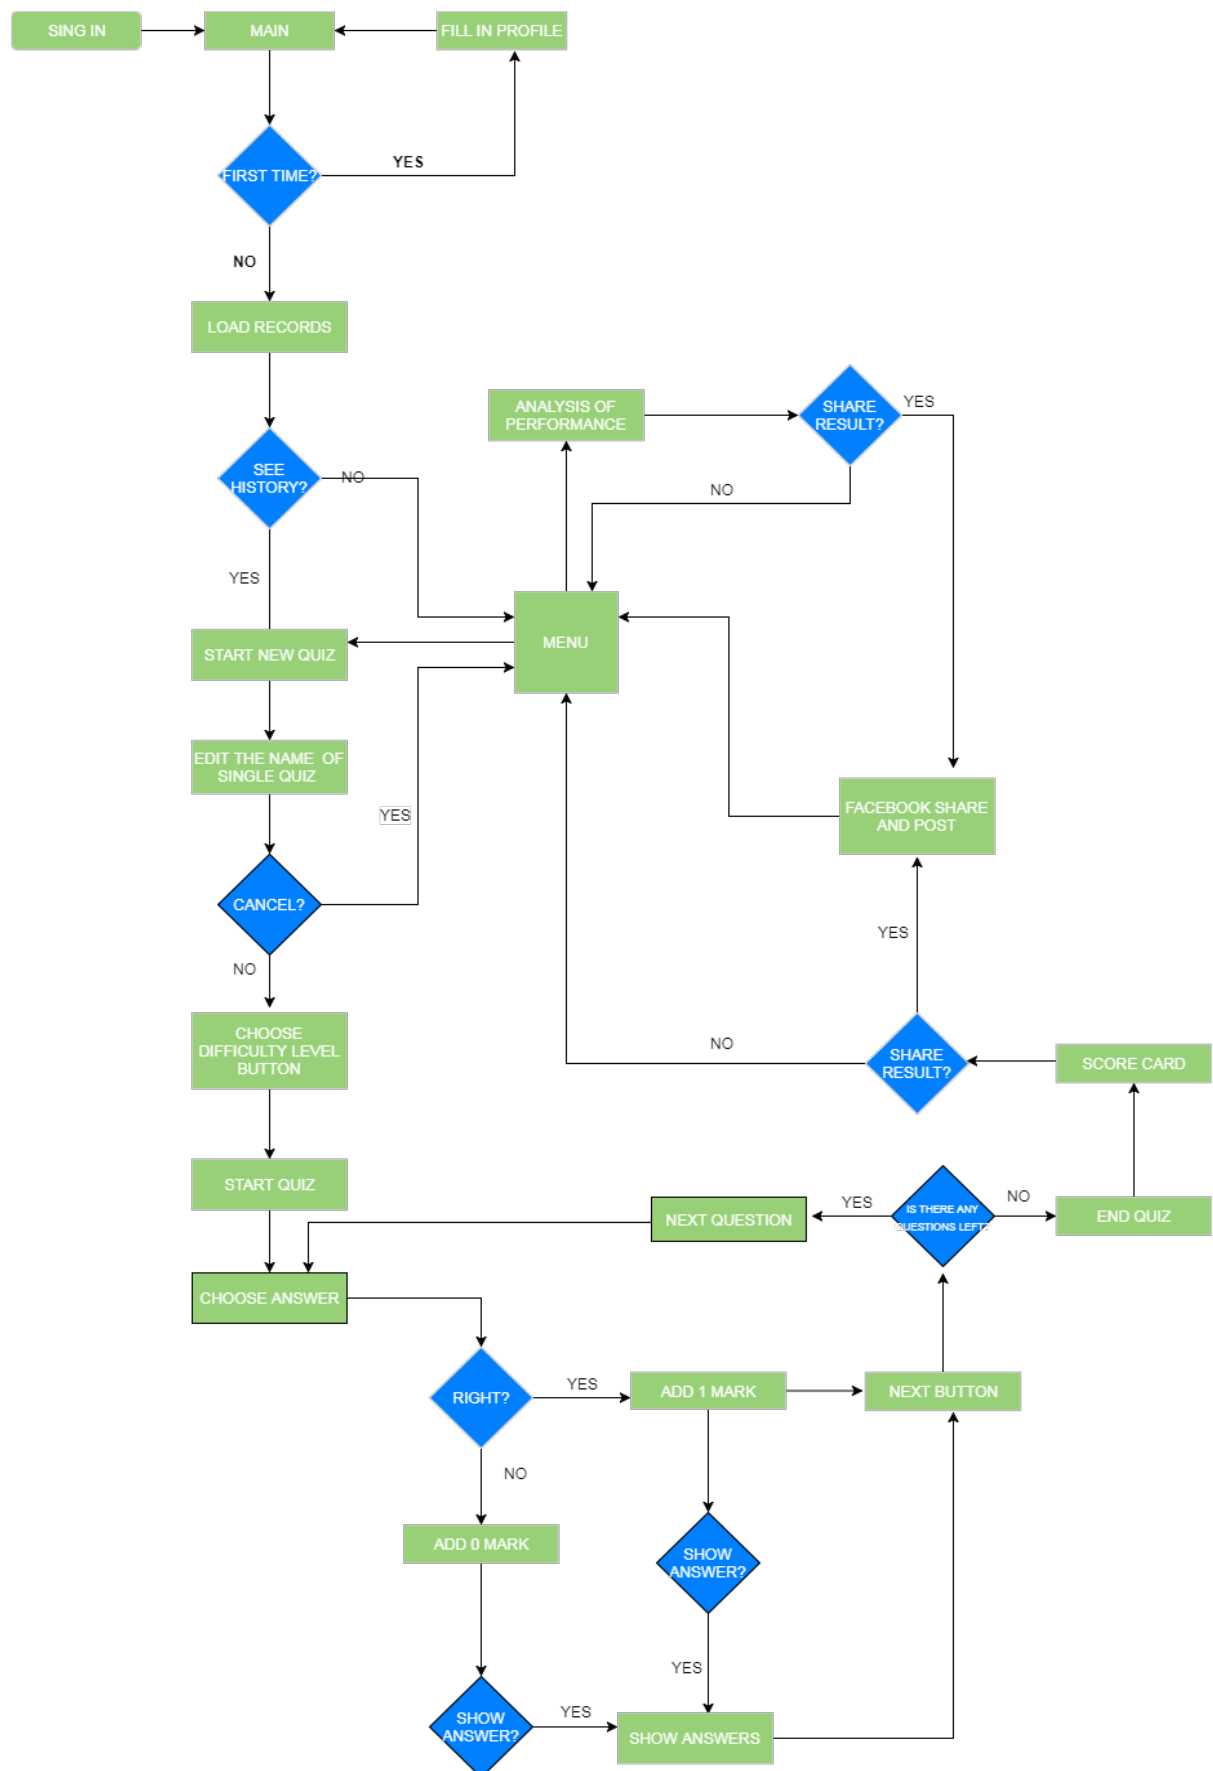 SING IN
MAIN
FILL IN PROFILE
FIRST TIME?
YES
NO
LOAD RECORDS
SEE
HISTORY?
NO
YES
ANALYSIS OF
PERFORMANCE
SHARE
RESULT?
YES
NO
MENU
START NEW QUIZ
EDIT THE NAME OF
SINGLE QUIZ
YES
CANCEL?
NO
FACEBOOK SHARE
AND POST
YES
CHOOSE
DIFFICULTY LEVEL
BUTTON
NO
SHARE
RESULT?
SCORE CARD
START QUIZ
NEXT QUESTION
YES
IS THERE ANY
QUESTIONS LEFT?
NO
END QUIZ
CHOOSE ANSWER
RIGHT?
YES
ADD 1 MARK
NEXT BUTTON
NO
ADD 0 MARK
SHOW
ANSWER?
YES
SHOW
ANSWER?
YES
SHOW ANSWERS